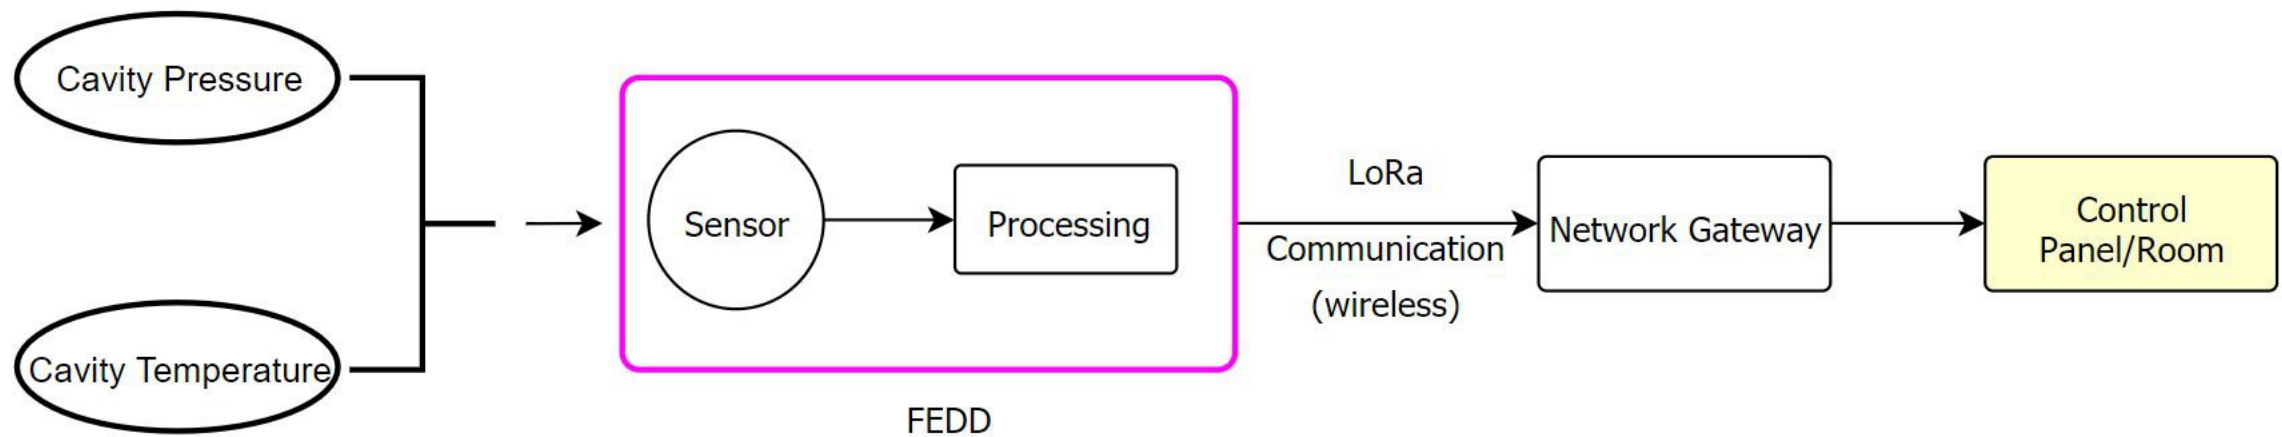 Cavity Pressure
Cavity Temperature
Sensor
Processing
FEDD
LoRa
Communication
(wireless)
Network Gateway
Control
Panel/Room